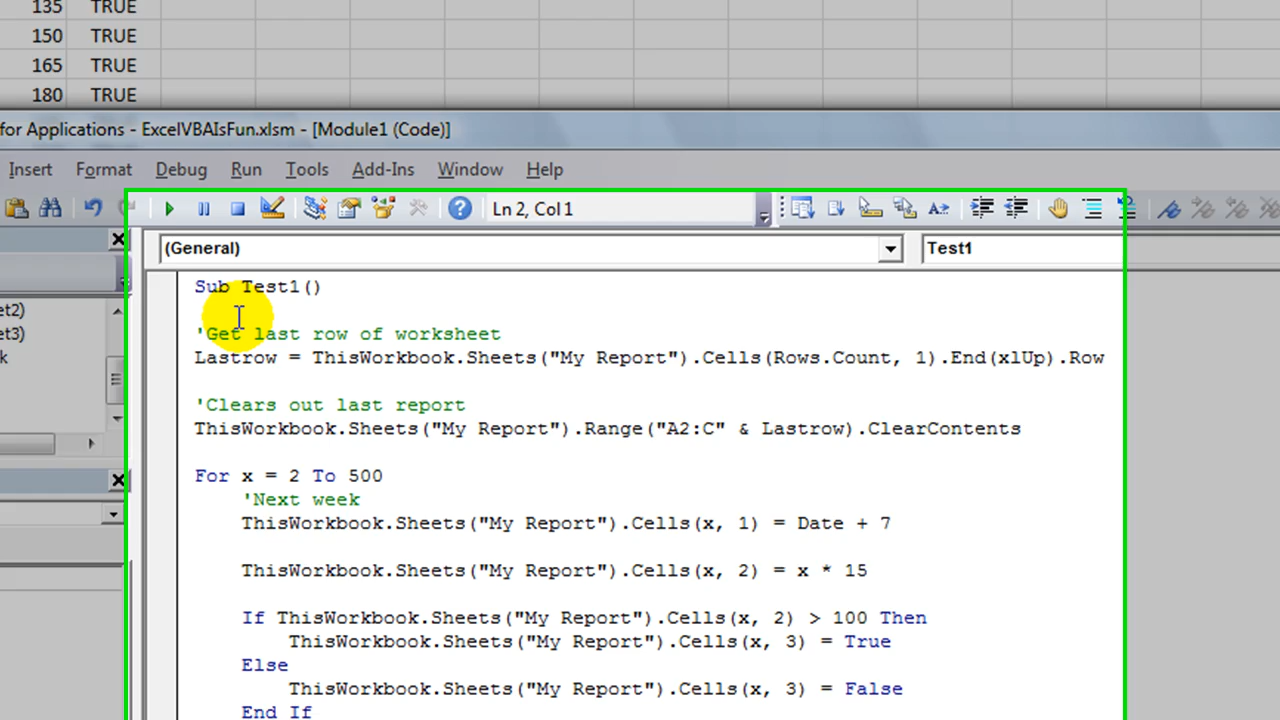 135 TRUE
150 TRUE
165 TRUE
180 TRUE
for Applications - ExcelVBAIsFun.xlsm - [Module1 (Code)]
Insert Format Debug Run Tools Add-Ins Window Help
Ln 2, Col 1
(General) Test1
Sub Test1()
et2)
'Get last row of worksheet
et3)
Lastrow = ThisWorkbook.Sheets("My Report").Cells(Rows.Count, 1).End(xlUp).Row
k
'Clears out last report
ThisWorkbook.Sheets("My Report").Range("A2:C" & Lastrow).ClearContents
For x = 2 To 500
'Next week
ThisWorkbook.Sheets("My Report").Cells(x, 1) = Date + 7
ThisWorkbook.Sheets("My Report").Cells(x, 2) = x * 15
If ThisWorkbook.Sheets("My Report").Cells(x, 2) > 100 Then
ThisWorkbook.Sheets("My Report").Cells(x, 3) = True
Else
ThisWorkbook.Sheets("My Report").Cells(x, 3) = False
End If